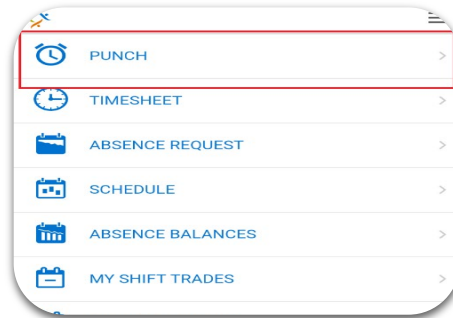 PUNCH
TIMESHEET
ABSENCE REQUEST
SCHEDULE
ABSENCE BALANCES
MY SHIFT TRADES